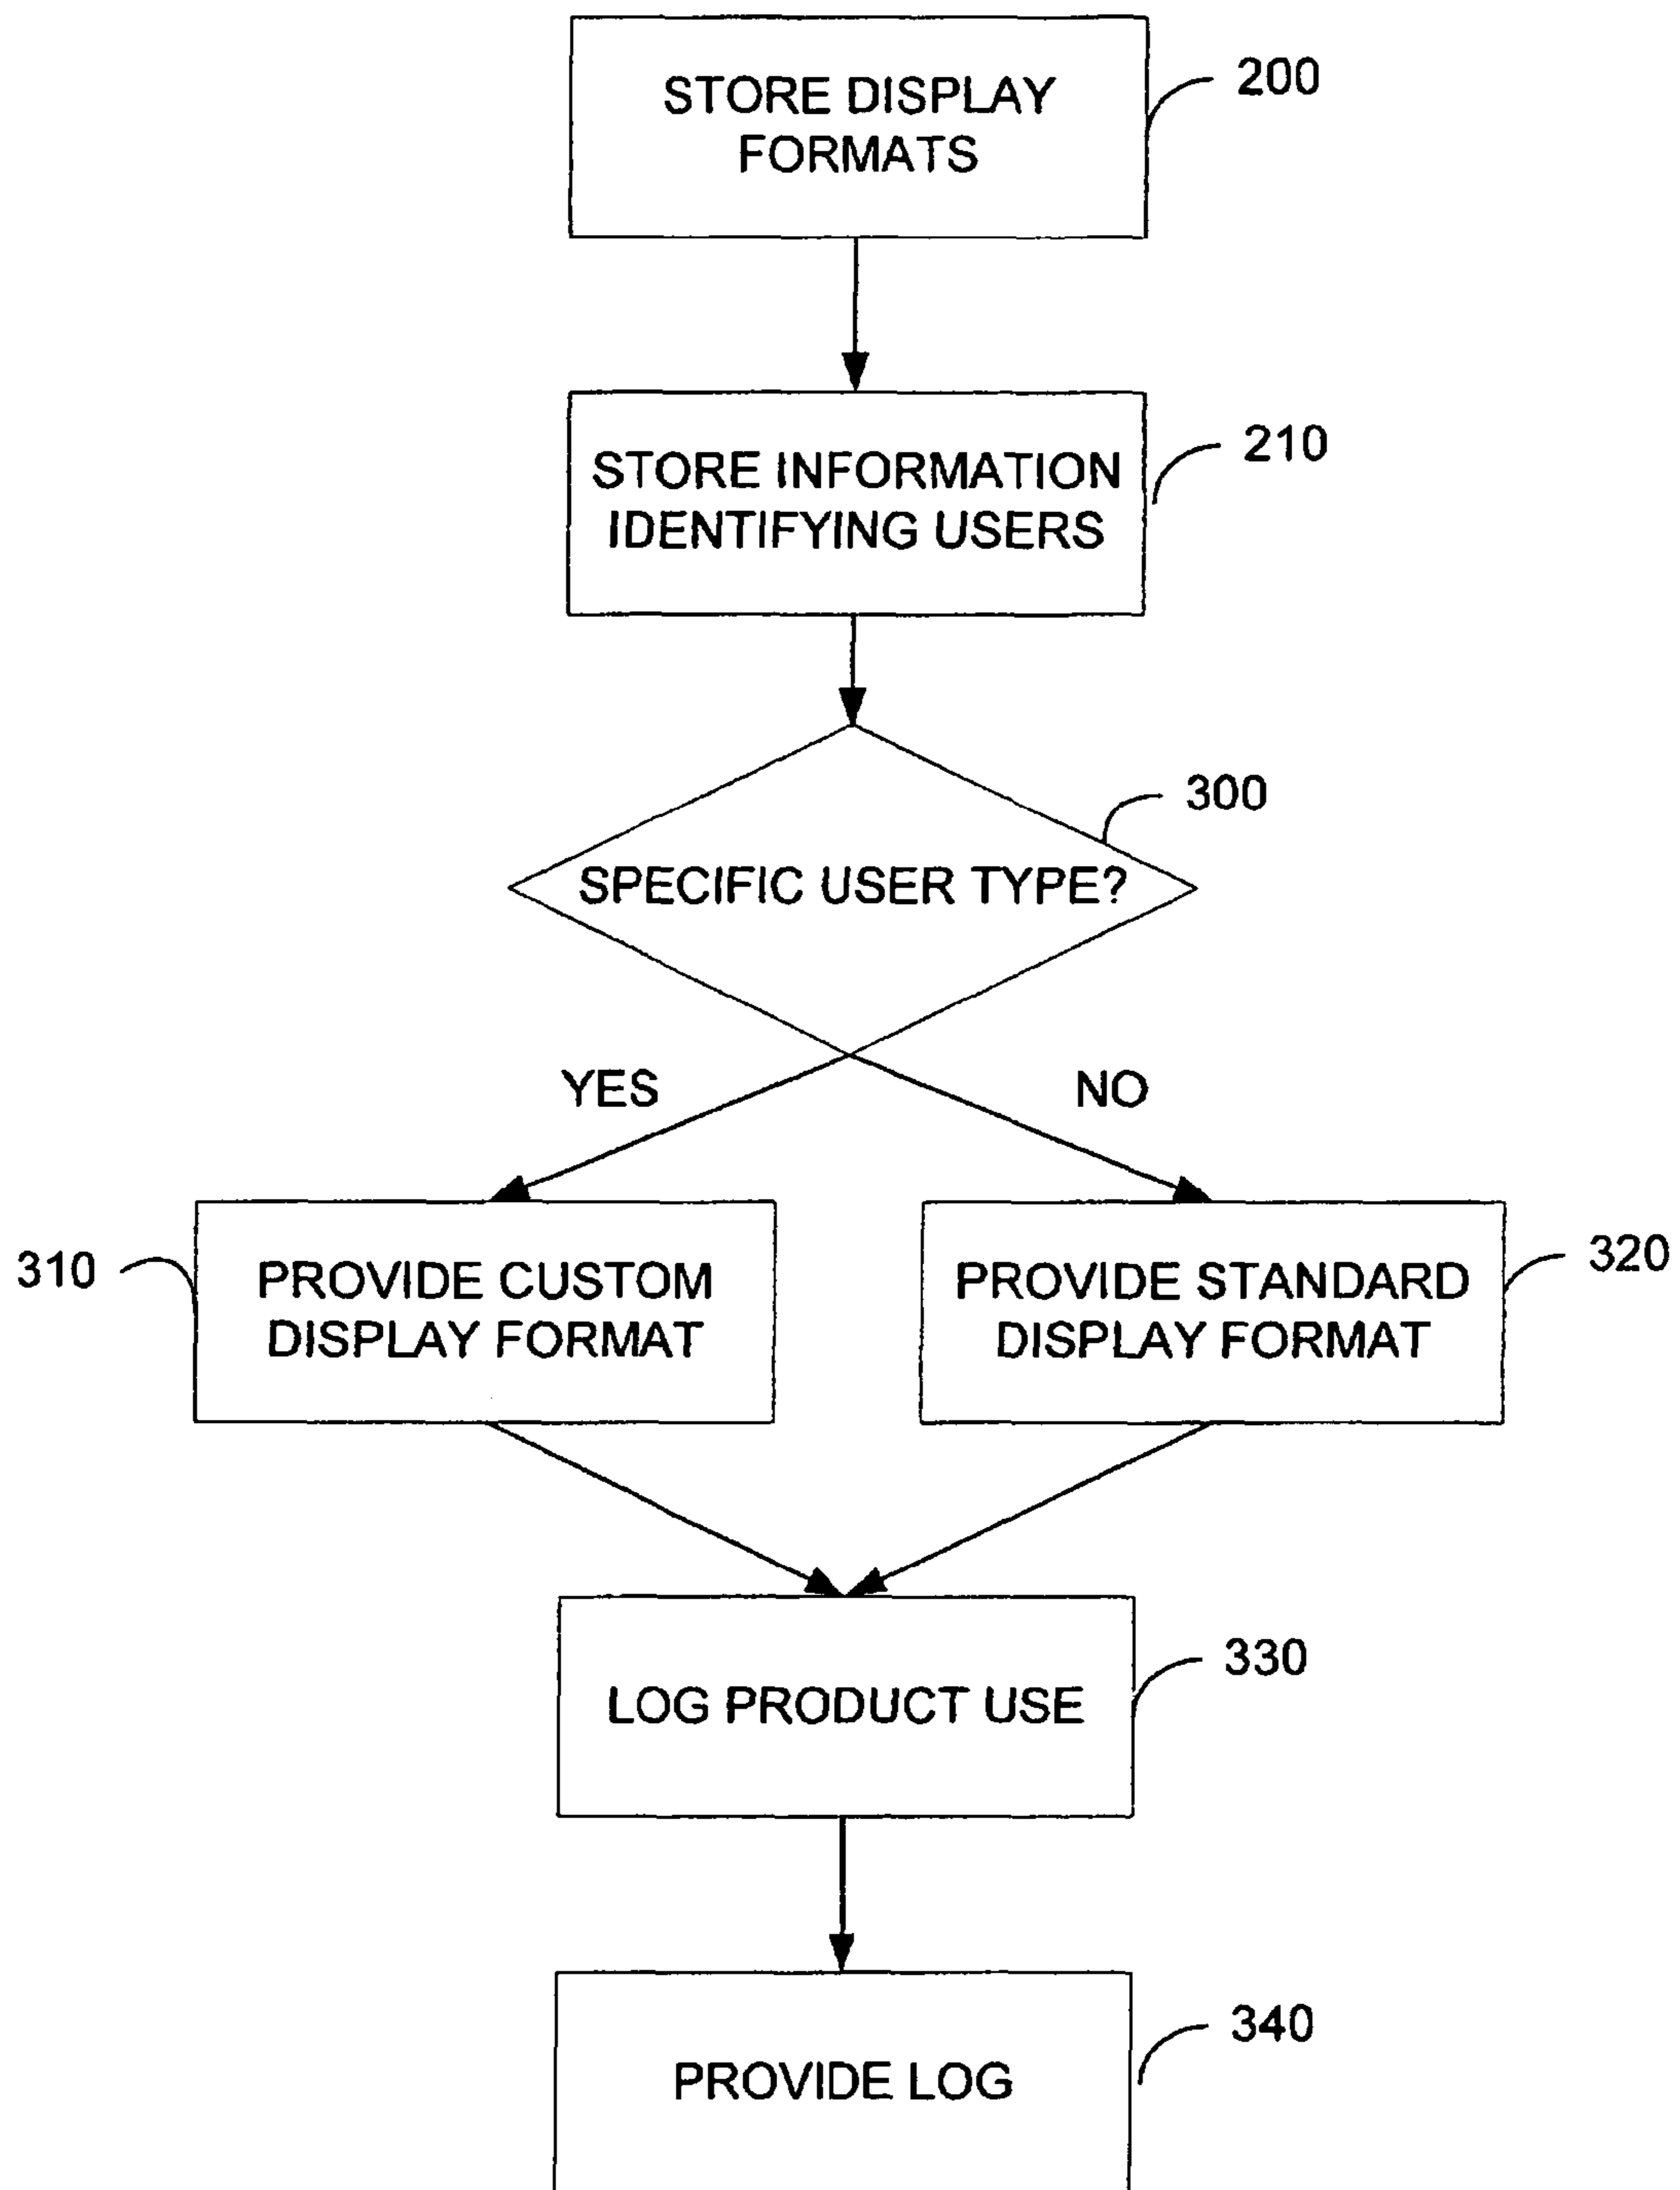 STORE DISPLAY
FORMATS
200
STORE INFORMATION
IDENTIFYING USERS
210
300
SPECIFIC USER TYPE?
YES
NO
310
PROVIDE CUSTOM
DISPLAY FORMAT
PROVIDE STANDARD
DISPLAY FORMAT
320
330
LOG PRODUCT USE
340
PROVIDE LOG